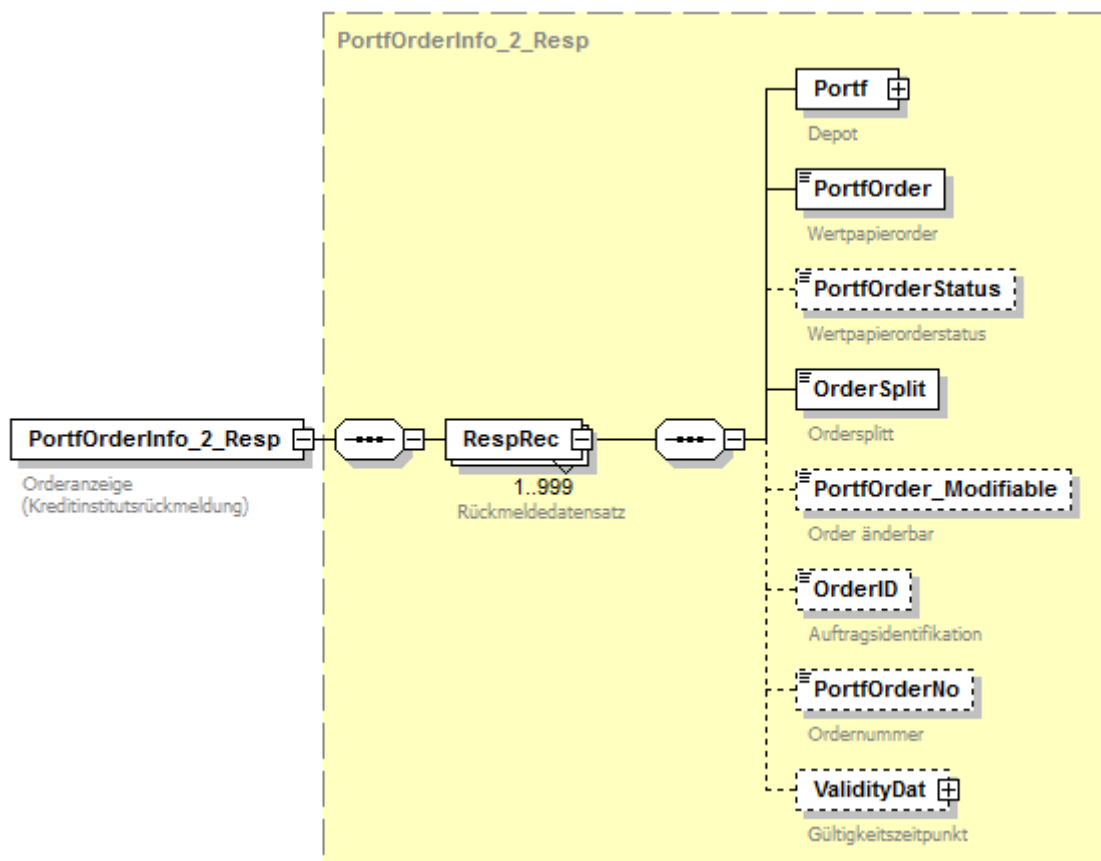 PortfOrderInfo_2_Resp
Portf
Depot
PortfOrder
Wertpapierorder
PortfOrderStatus
Wertpapierorderstatus
OrderSplit
Ordersplitt
PortfOrderInfo_2_Resp
Orderanzeige
(Kreditinstitutsrückmeldung)
RespRec
1..999
Rückmeldedatensatz
PortfOrder_Modifiable
Order änderbar
OrderID
Auftragsidentifikation
PortfOrderNo
Ordernummer
ValidityDat
Gültigkeitszeitpunkt